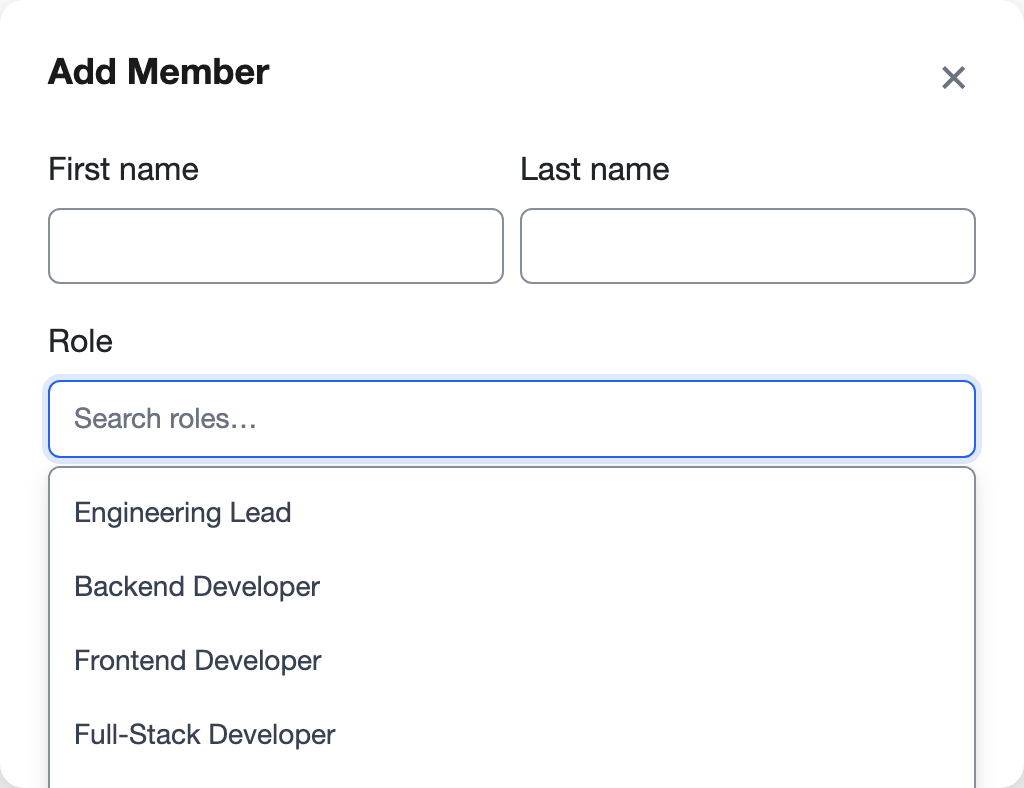 Add Member
First name
Last name
Role
Search roles…
Engineering Lead
Backend Developer
Frontend Developer
Full-Stack Developer